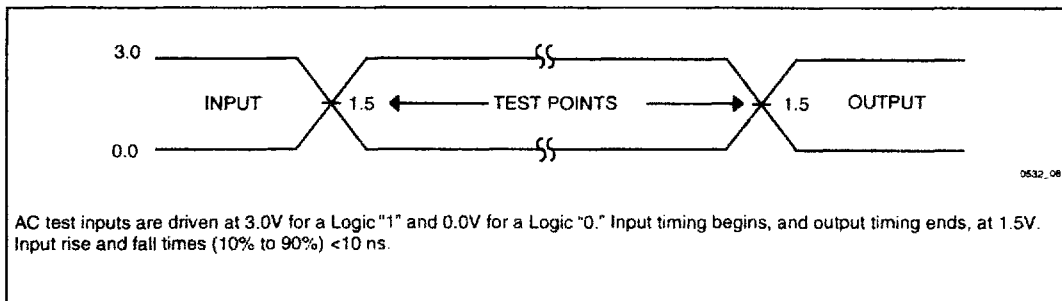 3.0
INPUT 1.5 TEST POINTS 1.5 OUTPUT
0.0
0532_08
AC test inputs are driven at 3.0V for a Logic "1" and 0.0V for a Logic "0." Input timing begins, and output timing ends, at 1.5V.
Input rise and fall times (10% to 90%) <10 ns.